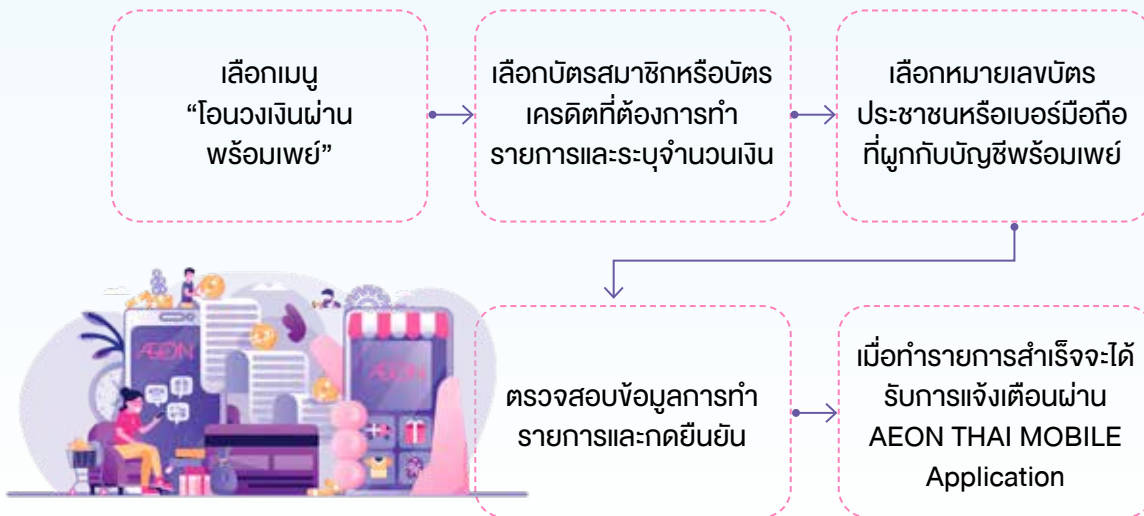 เลือกเมนู
“โอนวงเงินผ่าน
พร้อมเพย์”
เลือกบัตรสมาชิกหรือบัตร
เครดิตที่ต้องการทำ
รายการและระบุจำนวนเงิน
เลือกหมายเลขบัตร
ประชาชนหรือเบอร์มือถือ
ที่ผูกกับบัญชีพร้อมเพย์
AEON
AEON
ตรวจสอบข้อมูลการทำ
รายการและกดยืนยัน
เมื่อทำรายการสำเร็จจะได้
รับการแจ้งเตือนผ่าน
AEON THAI MOBILE
Application